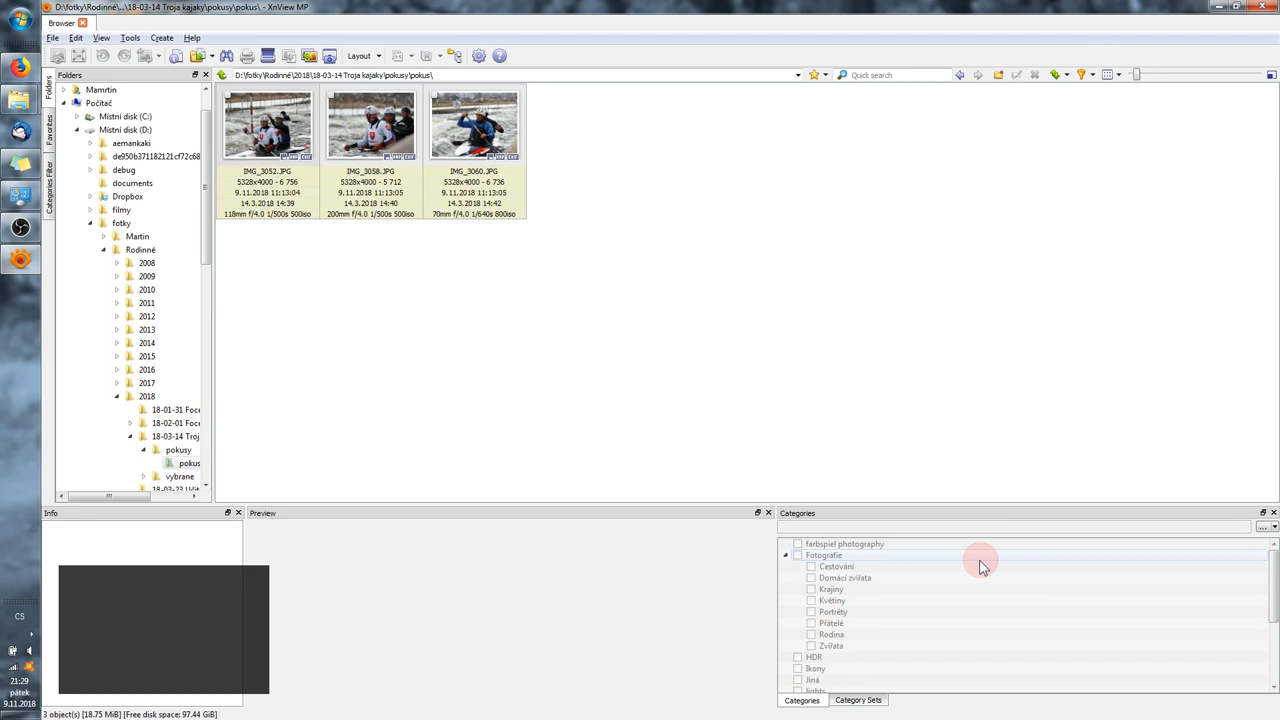 D:\fotky\Rodinné\2018\18-03-14 Troja kajaky\pokusy\pokus\ - XnView MP
Browser
File Edit View Tools Create Help
Layout
Folders
D:\fotky\Rodinné\2018\18-03-14 Troja kajaky\pokusy\pokus\
Quick search
Folders
Favorites
Categories Filter
Mamrtin
Počítač
Místní disk (C:)
Místní disk (D:)
aemankaki
de950b371182121cf72c68
debug
documents
Dropbox
filmy
fotky
Martin
Rodinné
2008
2009
2010
2011
2012
2013
2014
2015
2016
2017
2018
18-01-31 Foce
18-02-01 Foce
18-03-14 Troj
pokusy
pokus
vybrane
IMG_3052.JPG
5328x4000 - 6 756
9.11.2018 11:13:04
14.3.2018 14:39
118mm f/4.0 1/500s 500iso
IMG_3058.JPG
5328x4000 - 5 712
9.11.2018 11:13:05
14.3.2018 14:40
200mm f/4.0 1/500s 500iso
IMG_3060.JPG
5328x4000 - 6 736
9.11.2018 11:13:05
14.3.2018 14:42
70mm f/4.0 1/640s 800iso
Info
Preview
Categories
...
farbspiel photography
Fotografie
Cestování
Domácí zvířata
Krajiny
Květiny
Portréty
Přátelé
Rodina
Zvířata
HDR
Ikony
Jiná
lights
Categories Category Sets
CS
21:29
pátek
9.11.2018
3 object(s) [18.75 MiB] [Free disk space: 97.44 GiB]